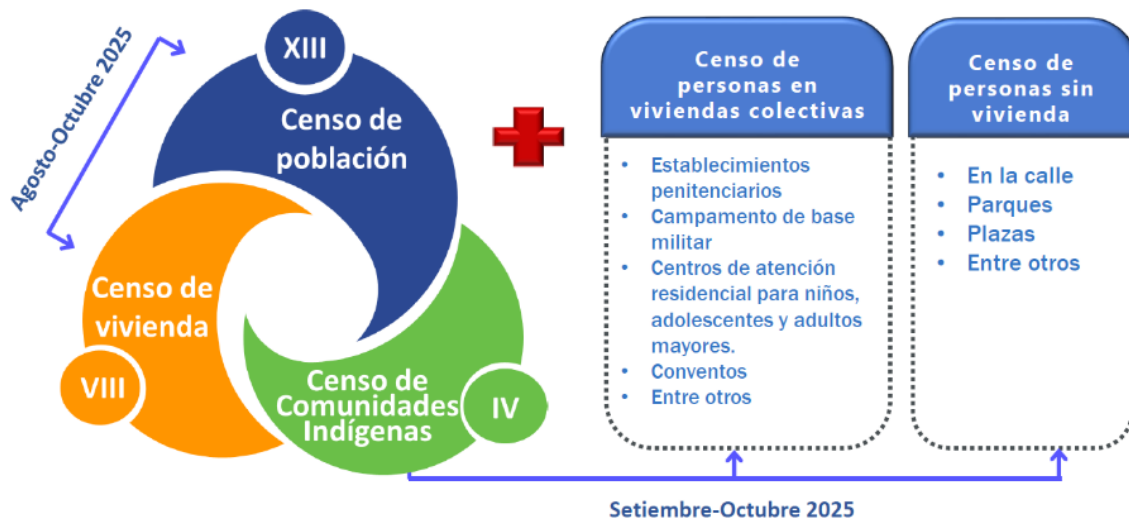 Agosto-Octubre 2025
XIII
Censo de
población
Censo de
vivienda
VIII
Censo de
Comunidades
Indígenas
IV
Censo de
personas en
viviendas colectivas
• Establecimientos
penitenciarios
• Campamento de base
militar
• Centros de atención
residencial para niños,
adolescentes y adultos
mayores.
• Conventos
• Entre otros
Censo de
personas sin
vivienda
• En la calle
• Parques
• Plazas
• Entre otros
Setiembre-Octubre 2025